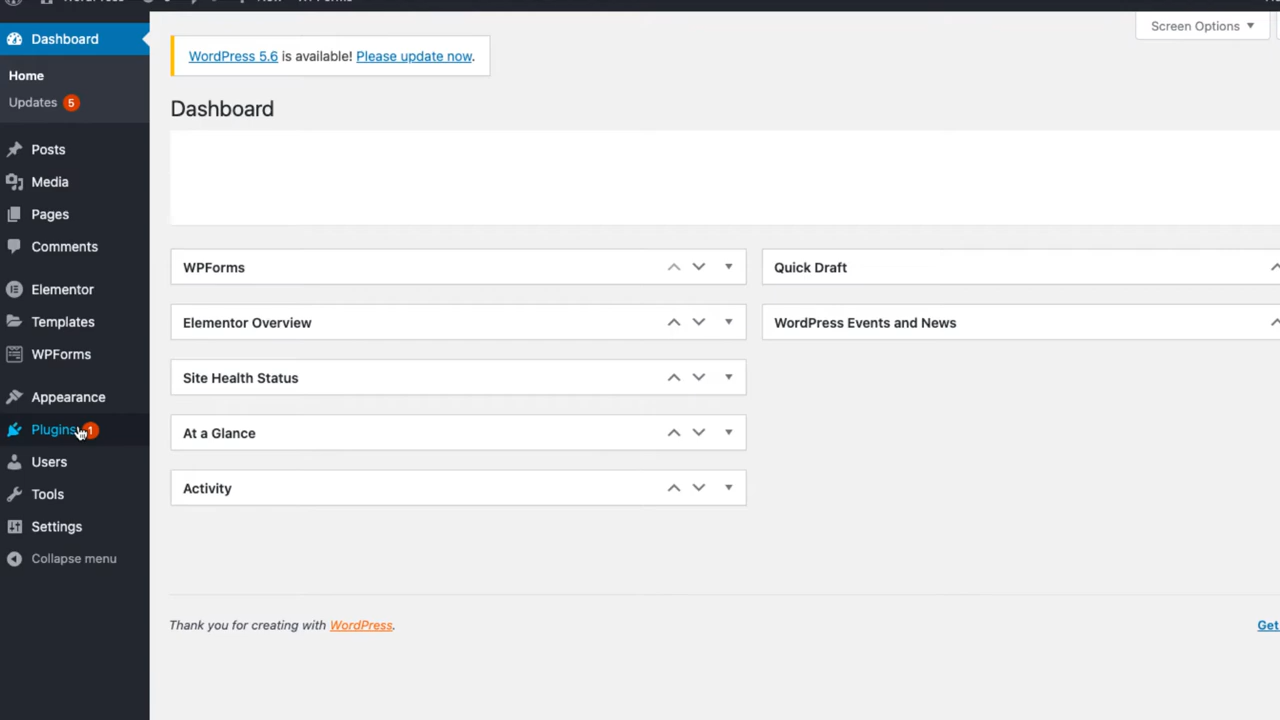 Screen Options
Dashboard
WordPress 5.6 is available! Please update now.
Home
Updates 5
Dashboard
Posts
Media
Pages
Comments
WPForms
Quick Draft
Elementor
Templates
Elementor Overview
WordPress Events and News
WPForms
Site Health Status
Appearance
Plugins 1
At a Glance
Users
Activity
Tools
Settings
Collapse menu
Thank you for creating with WordPress.
Get